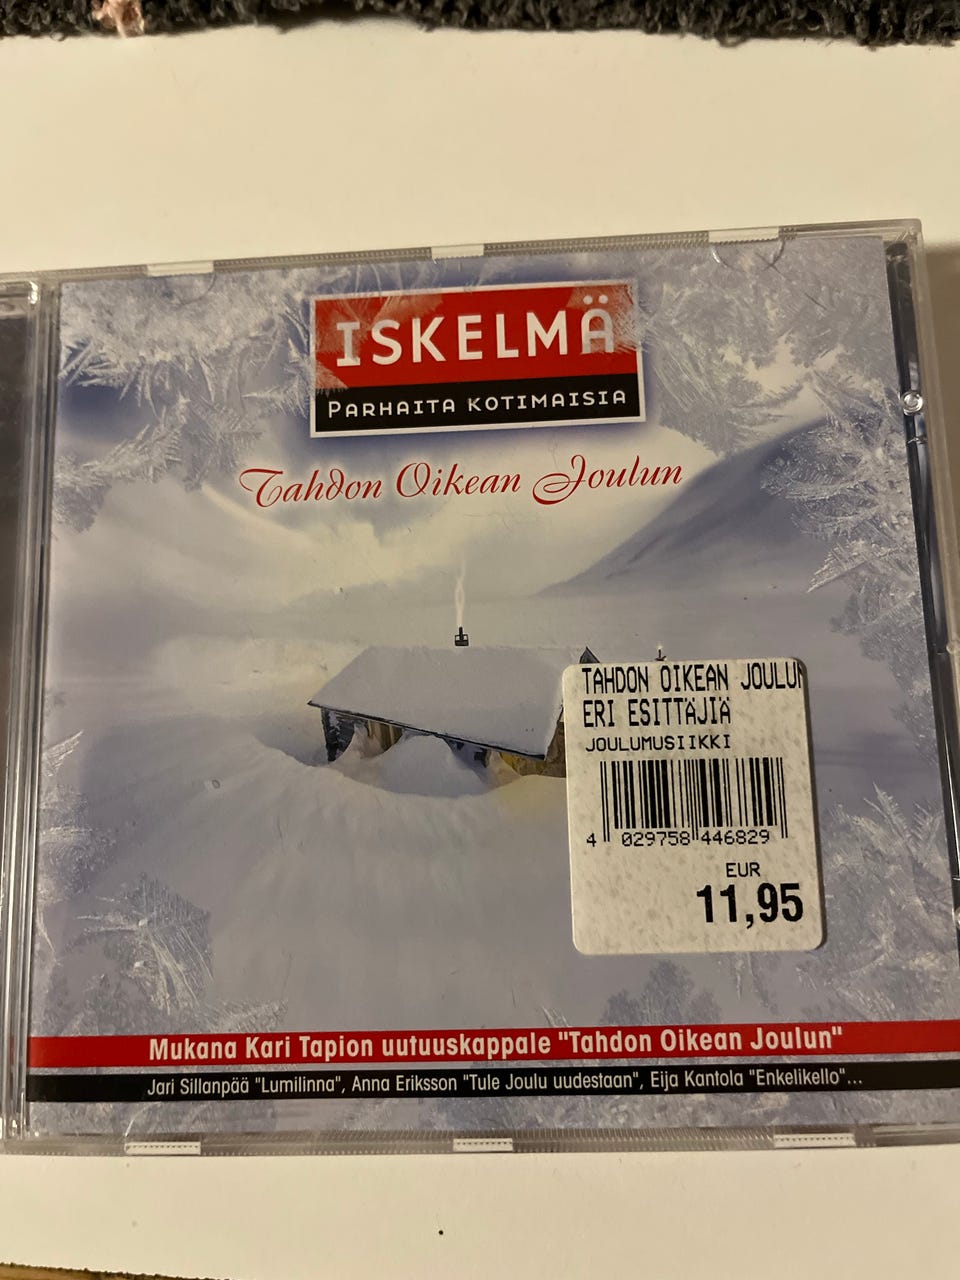 ISKELMÄ
PARHAITA KOTIMAISIA
Tahdon Oikean Joulun
TAHDON OIKEAN JOULUN
ERI ESITTÄJIÄ
JOULUMUSIIKKI
4 029758 446829
EUR
11,95
Mukana Kari Tapion uutuuskappale "Tahdon Oikean Joulun"
Jari Sillanpää "Lumilinna", Anna Eriksson "Tule Joulu uudestaan", Eija Kantola "Enkelikello"...